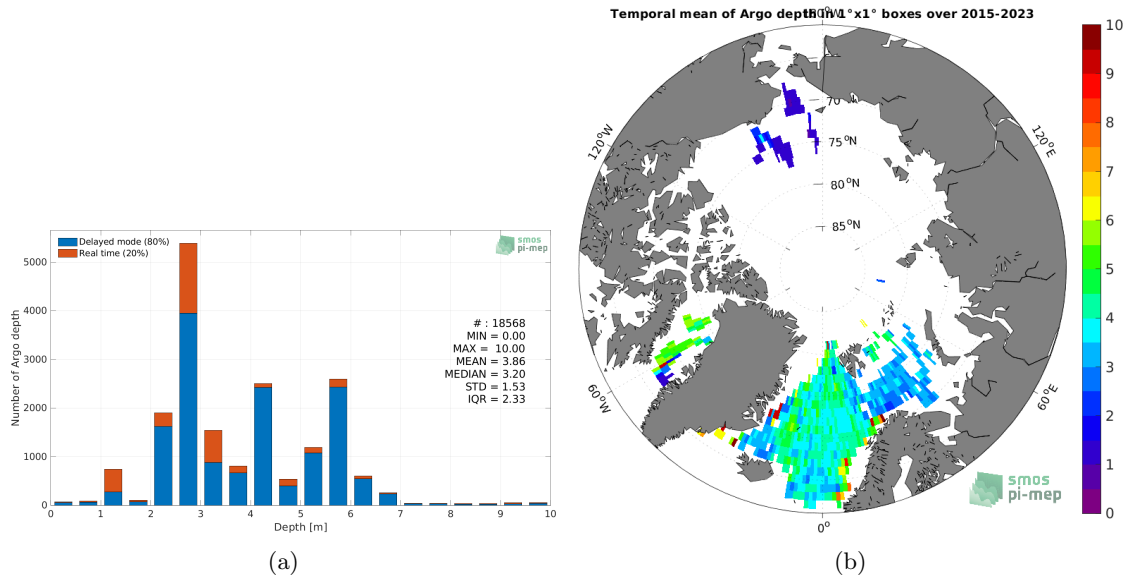 Temporal mean of Argo depth in 1°x1° boxes over 2015-2023
180°W
10
9
8
7
6
5
4
3
2
1
0
120°W
120°E
60°W
60°E
0°
70°N
75°N
80°N
85°N
smos
pi-mep
Delayed mode (80%)
Real time (20%)
smos
pi-mep
# : 18568
MIN = 0.00
MAX = 10.00
MEAN = 3.86
MEDIAN = 3.20
STD = 1.53
IQR = 2.33
Number of Argo depth
5000
4000
3000
2000
1000
0
0 1 2 3 4 5 6 7 8 9 10
Depth [m]
(a)
(b)